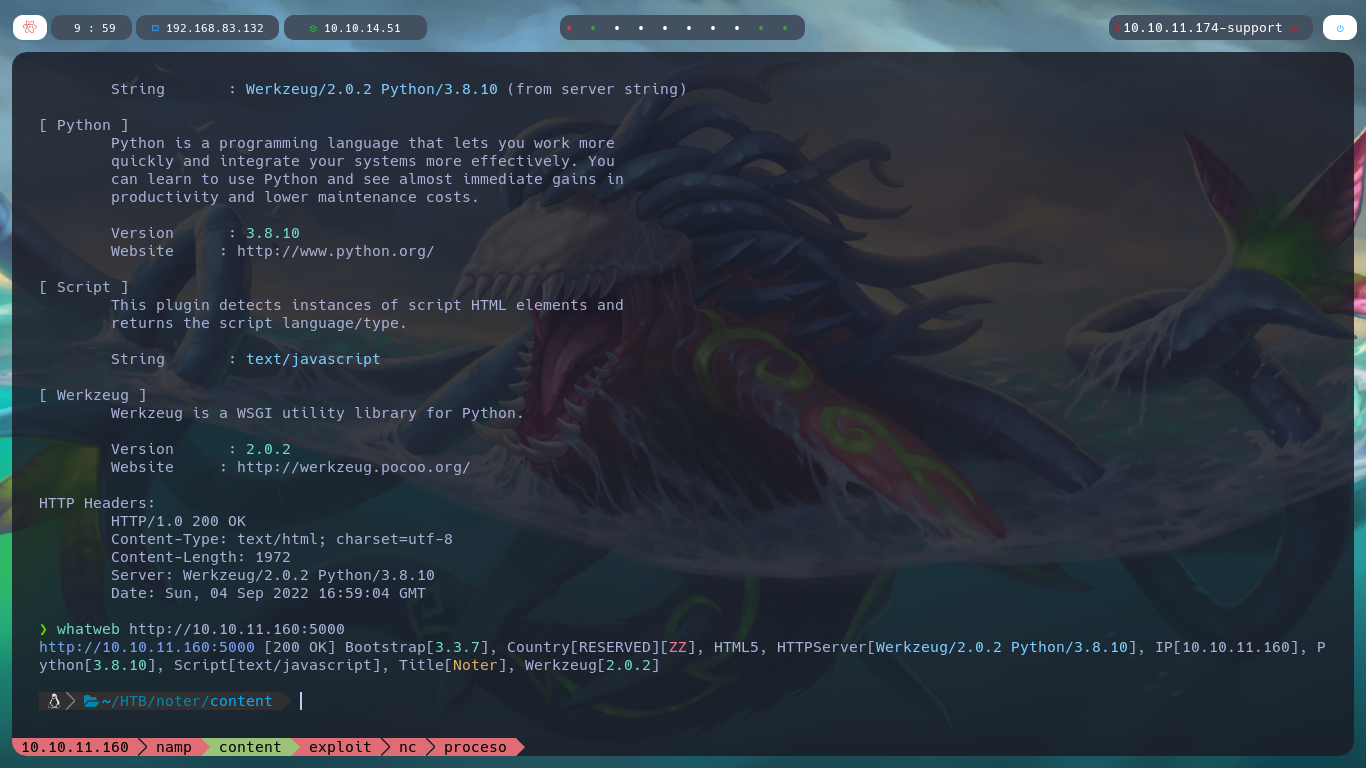 9 : 59
192.168.83.132
10.10.14.51
10.10.11.174-support
String : Werkzeug/2.0.2 Python/3.8.10 (from server string)
[ Python ]
Python is a programming language that lets you work more
quickly and integrate your systems more effectively. You
can learn to use Python and see almost immediate gains in
productivity and lower maintenance costs.
Version : 3.8.10
Website : http://www.python.org/
[ Script ]
This plugin detects instances of script HTML elements and
returns the script language/type.
String : text/javascript
[ Werkzeug ]
Werkzeug is a WSGI utility library for Python.
Version : 2.0.2
Website : http://werkzeug.pocoo.org/
HTTP Headers:
HTTP/1.0 200 OK
Content-Type: text/html; charset=utf-8
Content-Length: 1972
Server: Werkzeug/2.0.2 Python/3.8.10
Date: Sun, 04 Sep 2022 16:59:04 GMT
❯ whatweb http://10.10.11.160:5000
http://10.10.11.160:5000 [200 OK] Bootstrap[3.3.7], Country[RESERVED][ZZ], HTML5, HTTPServer[Werkzeug/2.0.2 Python/3.8.10], IP[10.10.11.160], P
ython[3.8.10], Script[text/javascript], Title[Noter], Werkzeug[2.0.2]
~/HTB/noter/content
10.10.11.160 namp content exploit nc proceso